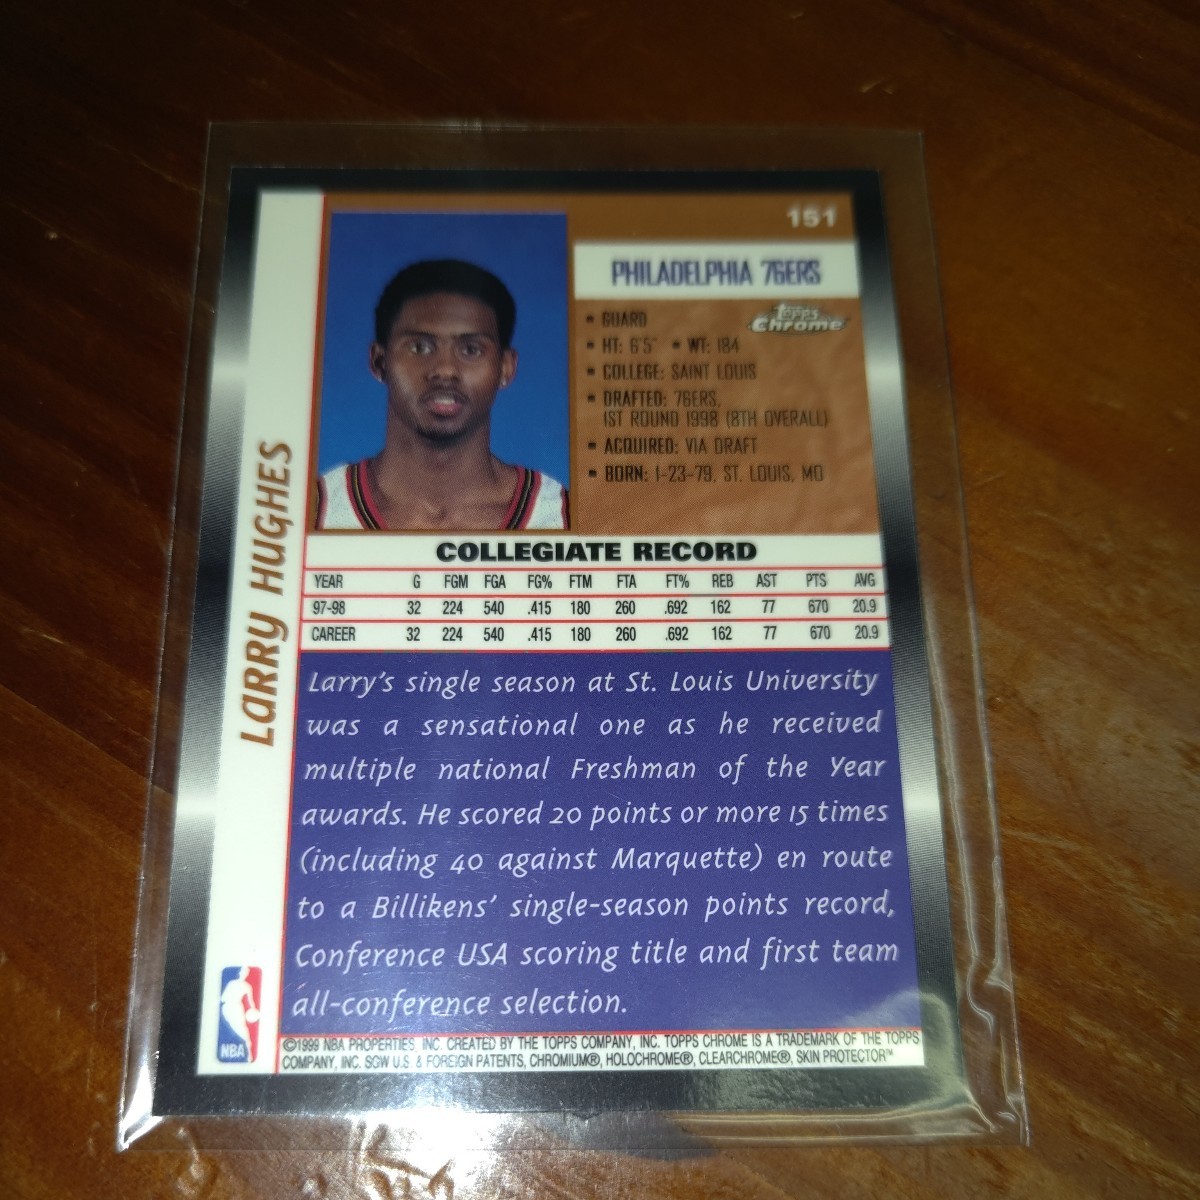 151
PHILADELPHIA 76ERS
Topps Chrome
• GUARD
• HT: 6'5" • WT: 184
• COLLEGE: SAINT LOUIS
• DRAFTED: 76ERS,
1ST ROUND 1998 (8TH OVERALL)
• ACQUIRED: VIA DRAFT
• BORN: 1-23-79, ST. LOUIS, MO
LARRY HUGHES
COLLEGIATE RECORD
YEAR G FGM FGA FG% FTM FTA FT% REB AST PTS AVG
97-98 32 224 540 .415 180 260 .692 162 77 670 20.9
CAREER 32 224 540 .415 180 260 .692 162 77 670 20.9
Larry's single season at St. Louis University
was a sensational one as he received
multiple national Freshman of the Year
awards. He scored 20 points or more 15 times
(including 40 against Marquette) en route
to a Billikens' single-season points record,
Conference USA scoring title and first team
all-conference selection.
NBA
©1999 NBA PROPERTIES, INC. CREATED BY THE TOPPS COMPANY, INC. TOPPS CHROME IS A TRADEMARK OF THE TOPPS
COMPANY, INC. SGW U.S. & FOREIGN PATENTS, CHROMIUM®, HOLOCHROME®, CLEARCHROME®, SKIN PROTECTOR™